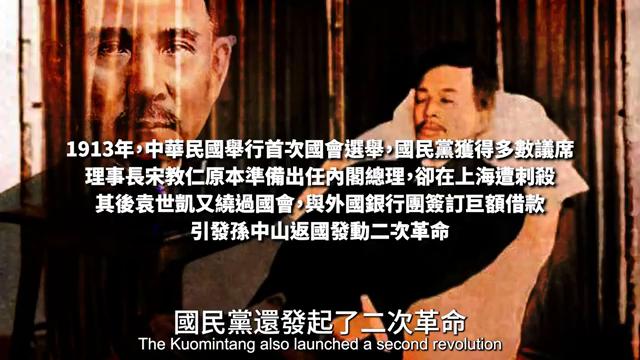 1913年，中華民國舉行首次國會選舉，國民黨獲得多數議席
理事長宋教仁原本準備出任內閣總理，卻在上海遭刺殺
其後袁世凱又繞過國會，與外國銀行團簽訂巨額借款
引發孫中山返國發動二次革命
國民黨還發起了二次革命
The Kuomintang also launched a second revolution